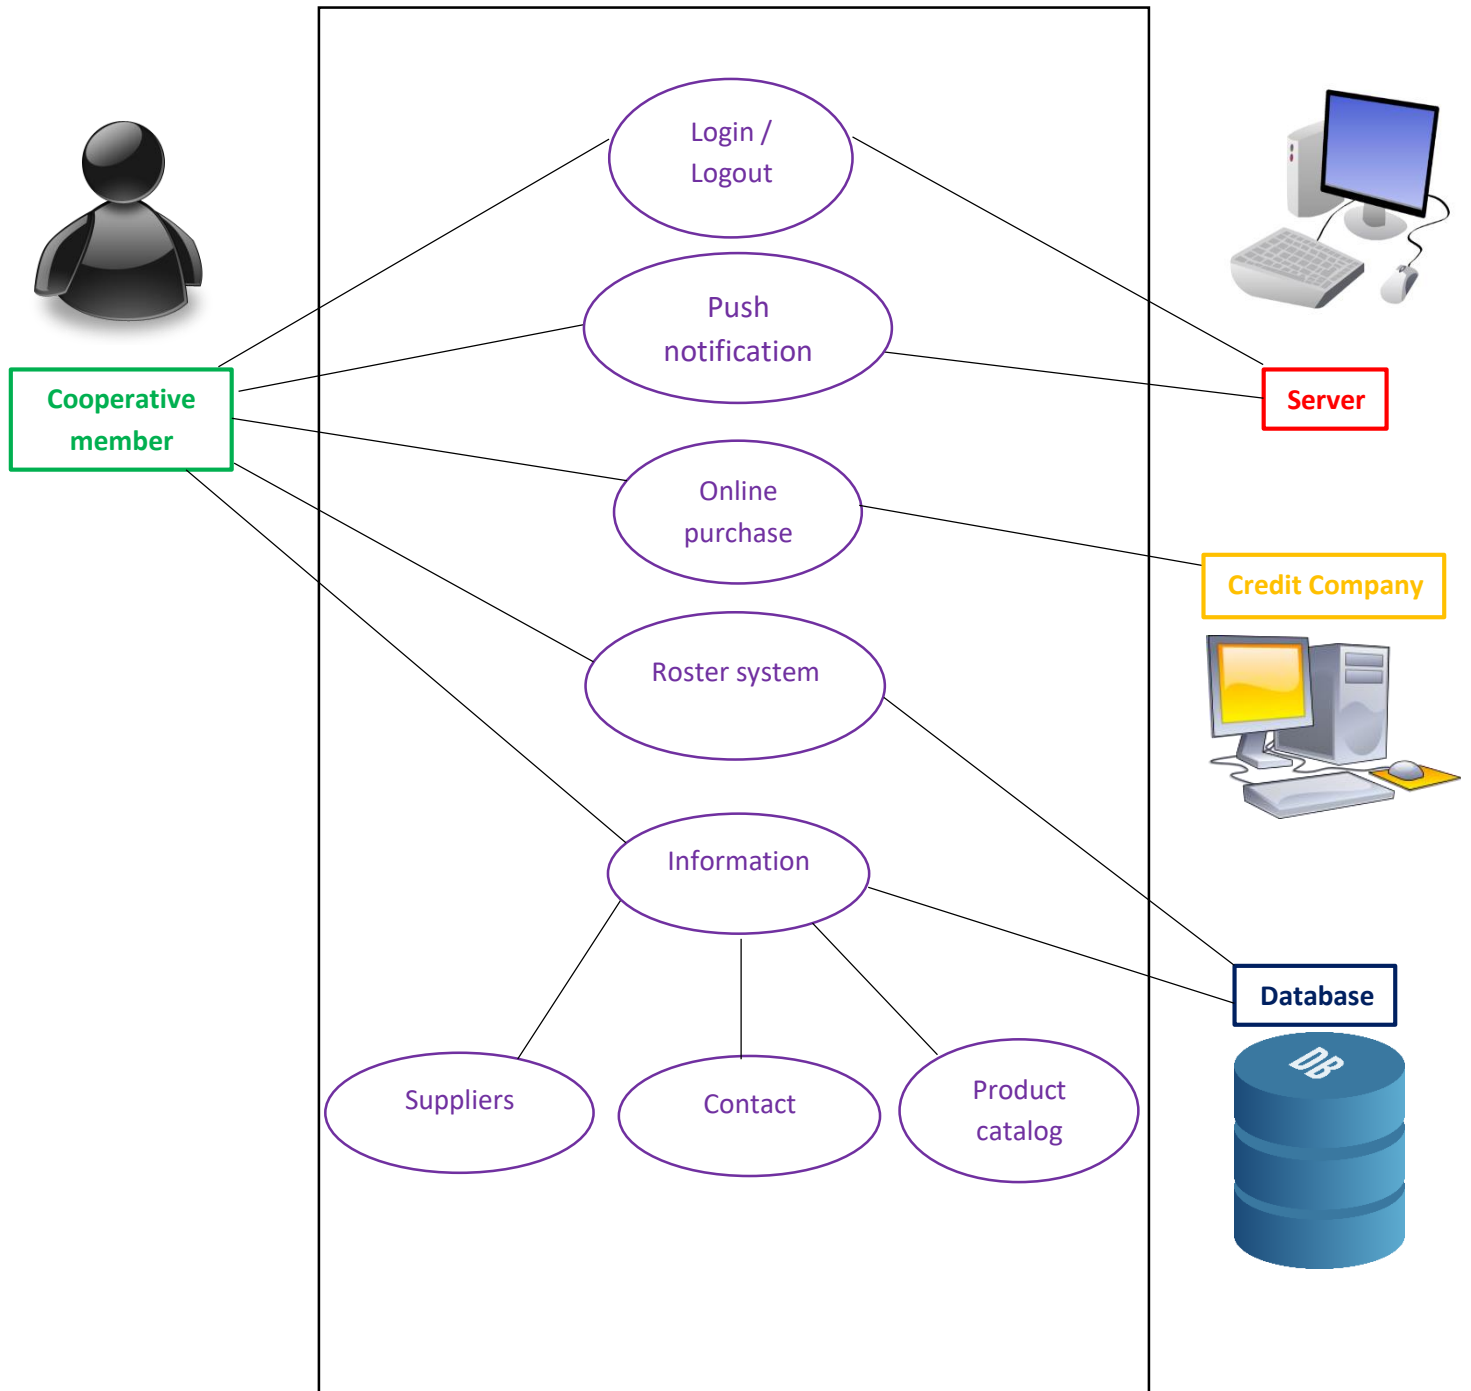 Login /
Logout
Push
notification
Cooperative
member
Server
Online
purchase
Credit Company
Roster system
Information
Database
Suppliers
Contact
Product
catalog
DB